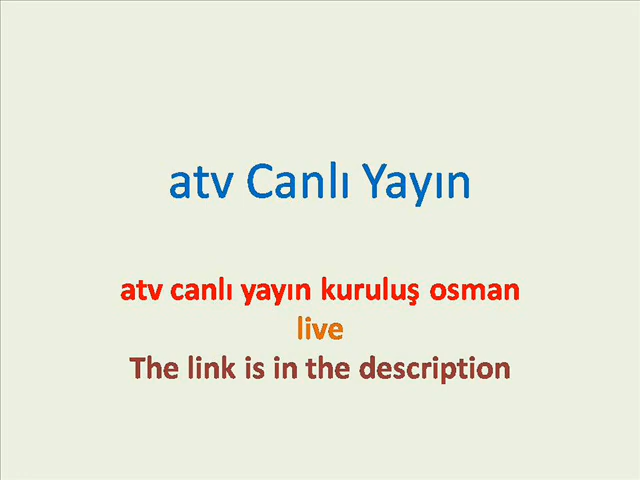 atv Canlı Yayın
atv canlı yayın kuruluş osman
live
The link is in the description